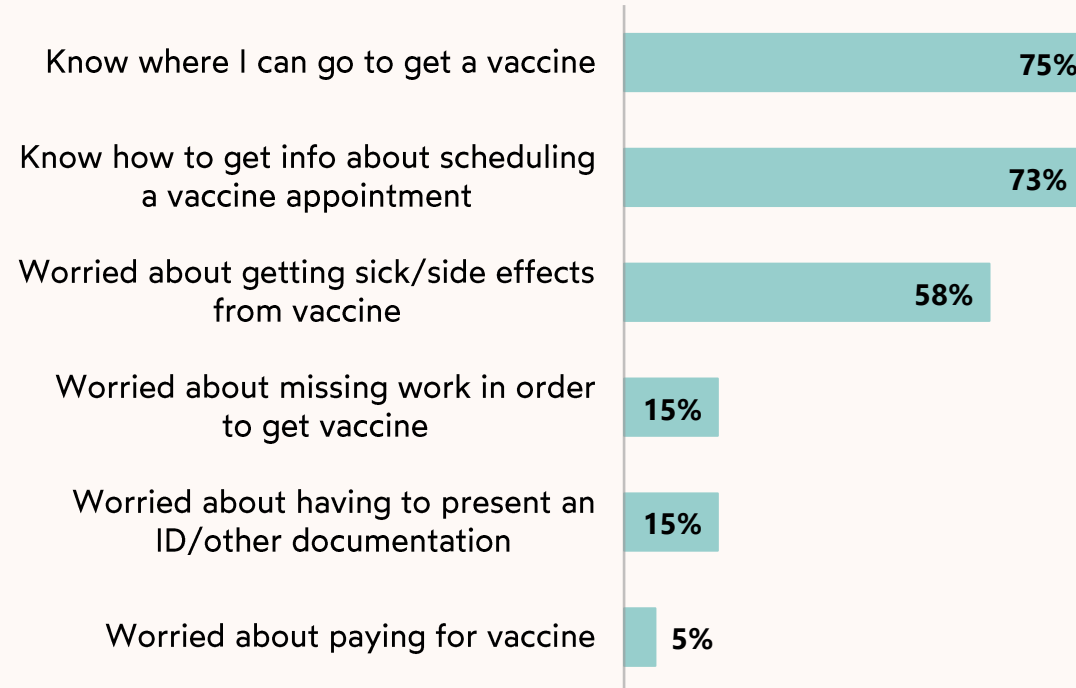 Know where I can go to get a vaccine
75%
Know how to get info about scheduling
a vaccine appointment
73%
Worried about getting sick/side effects
from vaccine
58%
Worried about missing work in order
to get vaccine
15%
Worried about having to present an
ID/other documentation
15%
Worried about paying for vaccine
5%